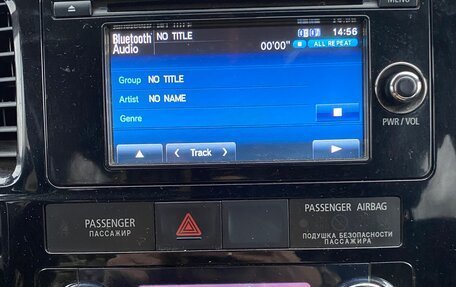 MENU
Bluetooth NO TITLE 14:56
Audio 00'00" ALL REPEAT
Group NO TITLE
Artist NO NAME
Genre
Track
PWR / VOL
PASSENGER
ПАССАЖИР
PASSENGER AIRBAG
ПОДУШКА БЕЗОПАСНОСТИ
ПАССАЖИРА